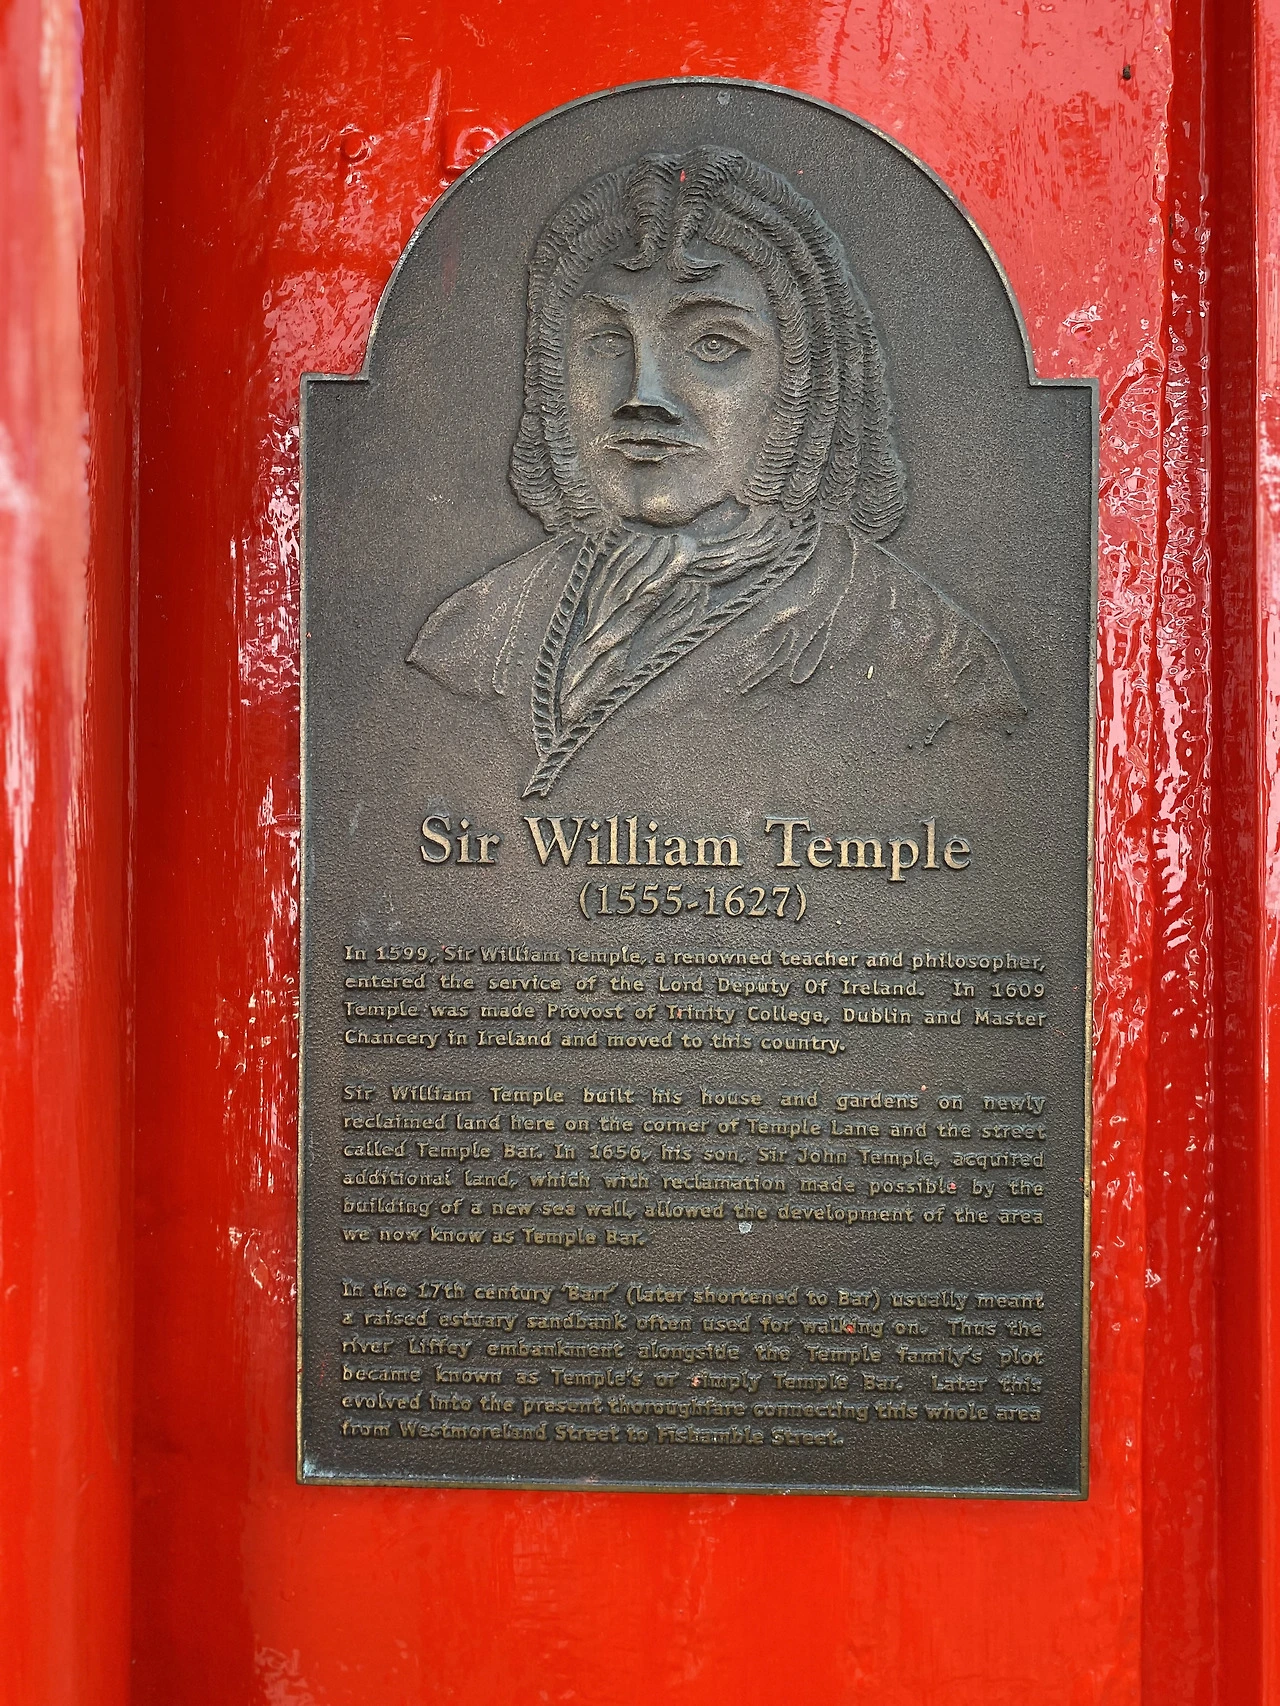 Sir William Temple
(1555-1627)
In 1599, Sir William Temple, a renowned teacher and philosopher,
entered the service of the Lord Deputy Of Ireland. In 1609
Temple was made Provost of Trinity College, Dublin and Master
Chancery in Ireland and moved to this country.
Sir William Temple built his house and gardens on newly
reclaimed land here on the corner of Temple Lane and the street
called Temple Bar. In 1656, his son, Sir John Temple, acquired
additional land, which with reclamation made possible by the
building of a new sea wall, allowed the development of the area
we now know as Temple Bar.
In the 17th century 'Barr' (later shortened to Bar) usually meant
a raised estuary sandbank often used for walking on. Thus the
river Liffey embankment alongside the Temple family's plot
became known as Temple's or simply Temple Bar. Later this
evolved into the present thoroughfare connecting this whole area
from Westmoreland Street to Fishamble Street.